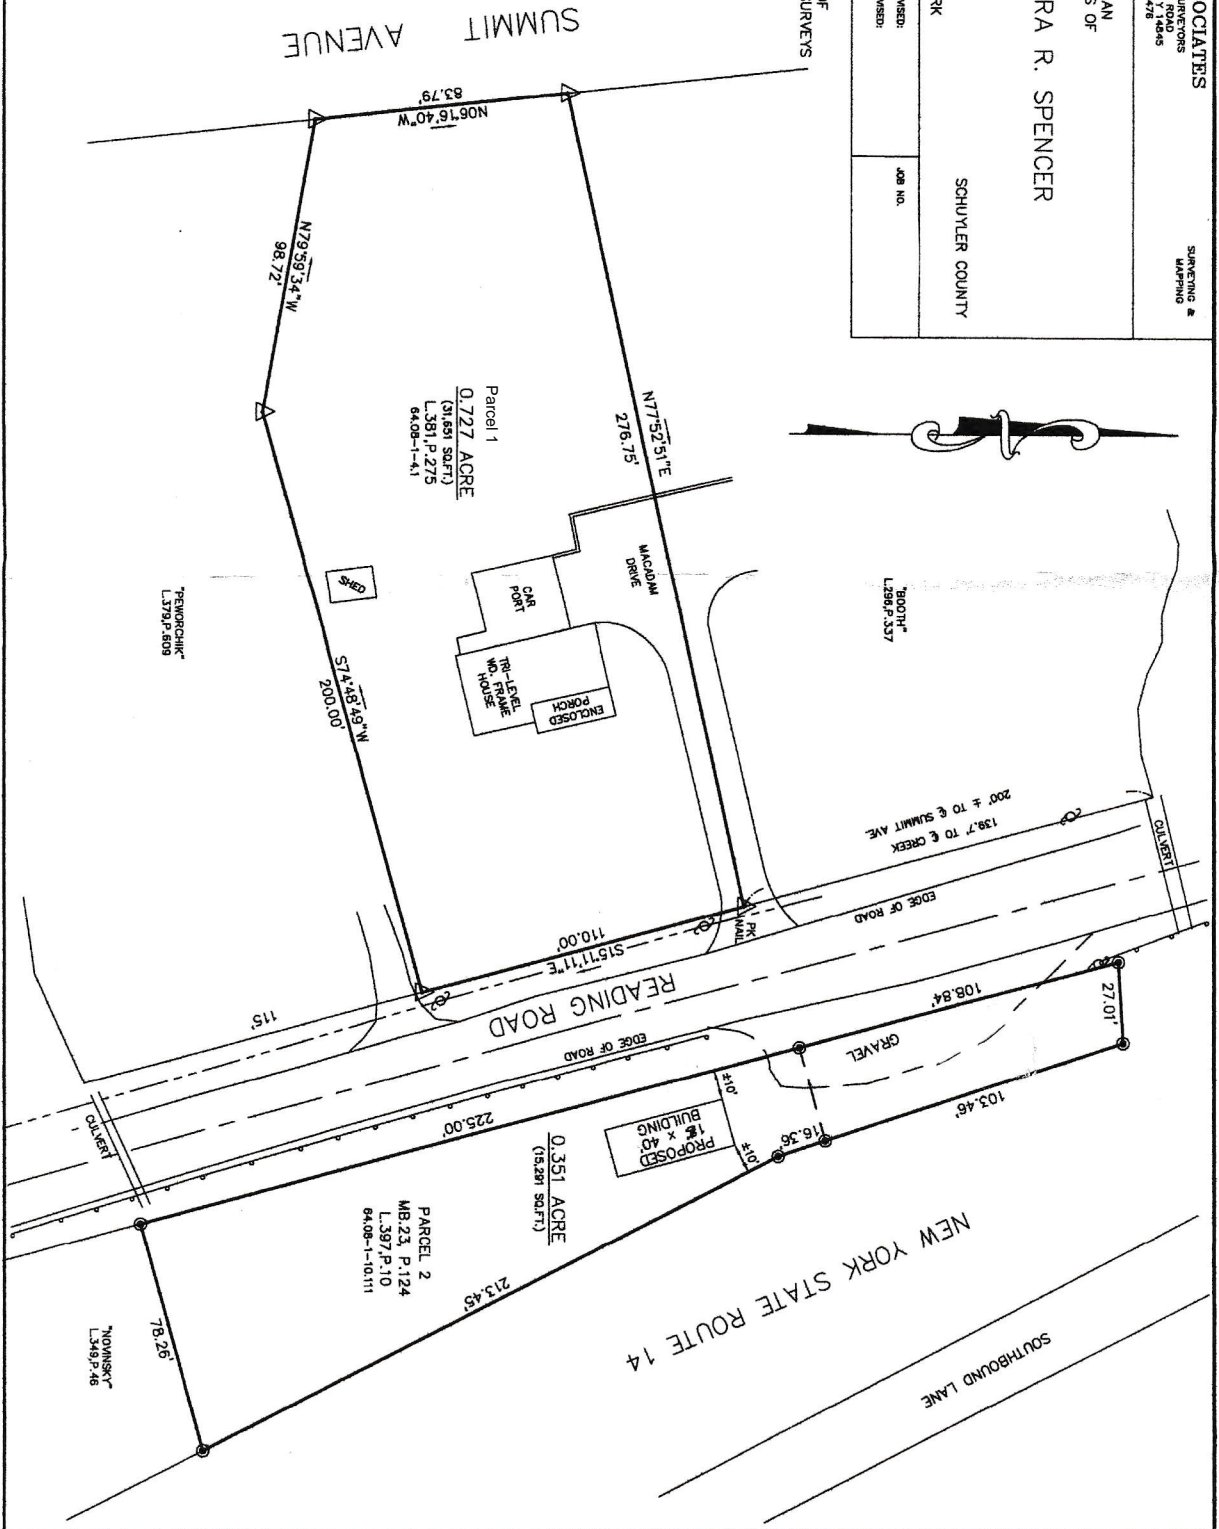 OCIATES
URVEYORS
ROAD
Y 14845
476
SURVEYING &
MAPPING
AN
S OF
RA R. SPENCER
SCHUYLER COUNTY
RK
VISED:
VISED:
JOB NO.
OF
SURVEYS
SUMMIT
AVENUE
N06°16'40"W
83.79'
N77°52'51"E
276.75'
N79°59'34"W
98.72'
Parcel 1
0.727 ACRE
(31,651 SQ.FT.)
L.381,P.275
64.08-1-4.1
"BOOTH"
L.296,P.337
MACADAM
DRIVE
CAR
PORT
TRI-LEVEL
WD. FRAME
HOUSE
ENCLOSED
PORCH
SHED
"PEWORCHIK"
L.379,P.609
S74°48'49"W
200.00'
139.7' TO ℄ CREEK
200' ± TO ℄ SUMMIT AVE.
CULVERT
EDGE OF ROAD
PK
NAIL
S15°11'11"E
110.00'
READING ROAD
115'
EDGE OF ROAD
CULVERT
108.84'
27.01'
GRAVEL
103.46'
16.36'
225.00'
±10'
±10'
PROPOSED
X 40'
BUILDING
0.351 ACRE
(15,291 SQ.FT.)
PARCEL 2
MB.23, P.124
L.397,P.10
64.08-1-10.111
213.45'
78.26'
"NOVINSKY"
L.349,P.46
NEW YORK STATE ROUTE 14
SOUTHBOUND LANE